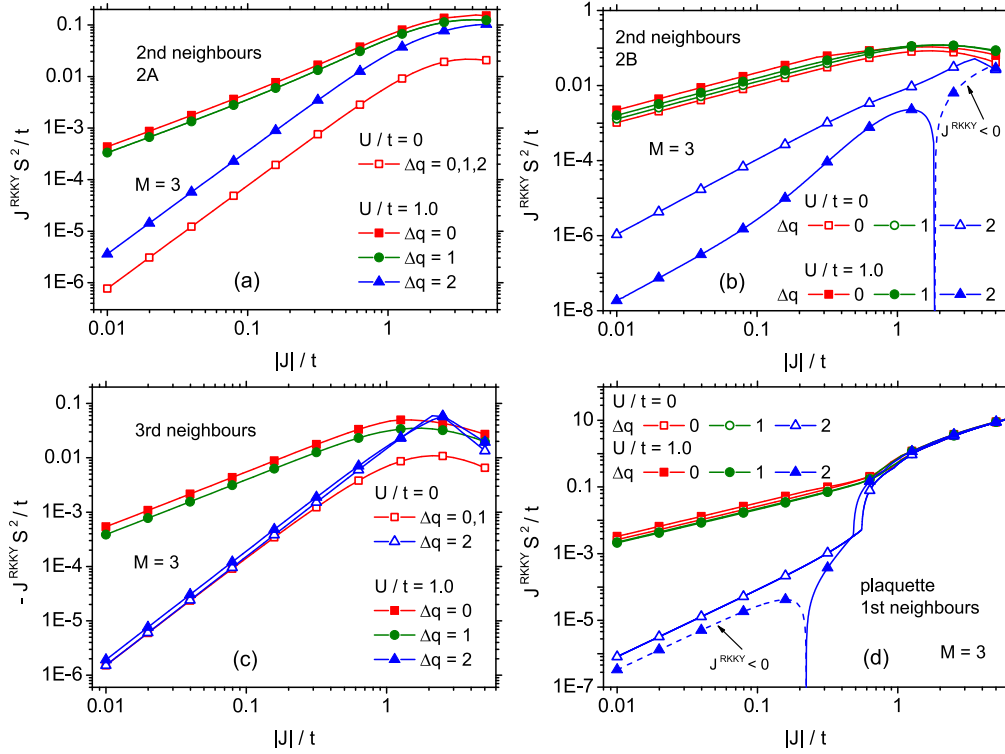 2nd neighbours
2A
U / t = 0
Δq = 0,1,2
U / t = 1.0
Δq = 0
Δq = 1
Δq = 2
M = 3
(a)
0.1
0.01
1E-3
1E-4
1E-5
1E-6
J^RKKY S^2 / t
0.01
0.1
1
|J| / t
2nd neighbours
2B
J^RKKY < 0
M = 3
U / t = 0
Δq 0 1 2
U / t = 1.0
Δq 0 1 2
(b)
1
0.01
1E-4
1E-6
1E-8
J^RKKY S^2 / t
0.01
0.1
1
|J| / t
3rd neighbours
U / t = 0
Δq = 0,1
Δq = 2
U / t = 1.0
Δq = 0
Δq = 1
Δq = 2
M = 3
(c)
0.1
0.01
1E-3
1E-4
1E-5
1E-6
- J^RKKY S^2 / t
0.01
0.1
1
|J| / t
U / t = 0
Δq 0 1 2
U / t = 1.0
Δq 0 1 2
plaquette
1st neighbours
J^RKKY < 0
(d)
M = 3
10
0.1
1E-3
1E-5
1E-7
J^RKKY S^2 / t
0.01
0.1
1
|J| / t